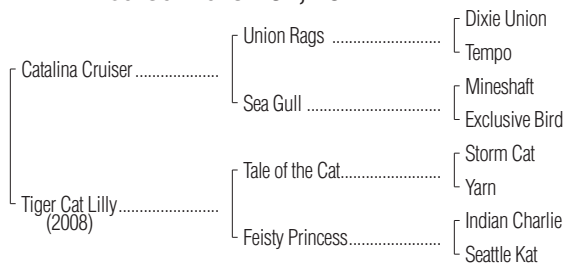 Dixie Union
Union Rags ....................
Tempo
Catalina Cruiser ...............
Mineshaft
Sea Gull .........................
Exclusive Bird
Storm Cat
Tale of the Cat ..................
Yarn
Tiger Cat Lilly ..................
(2008)
Indian Charlie
Feisty Princess .................
Seattle Kat